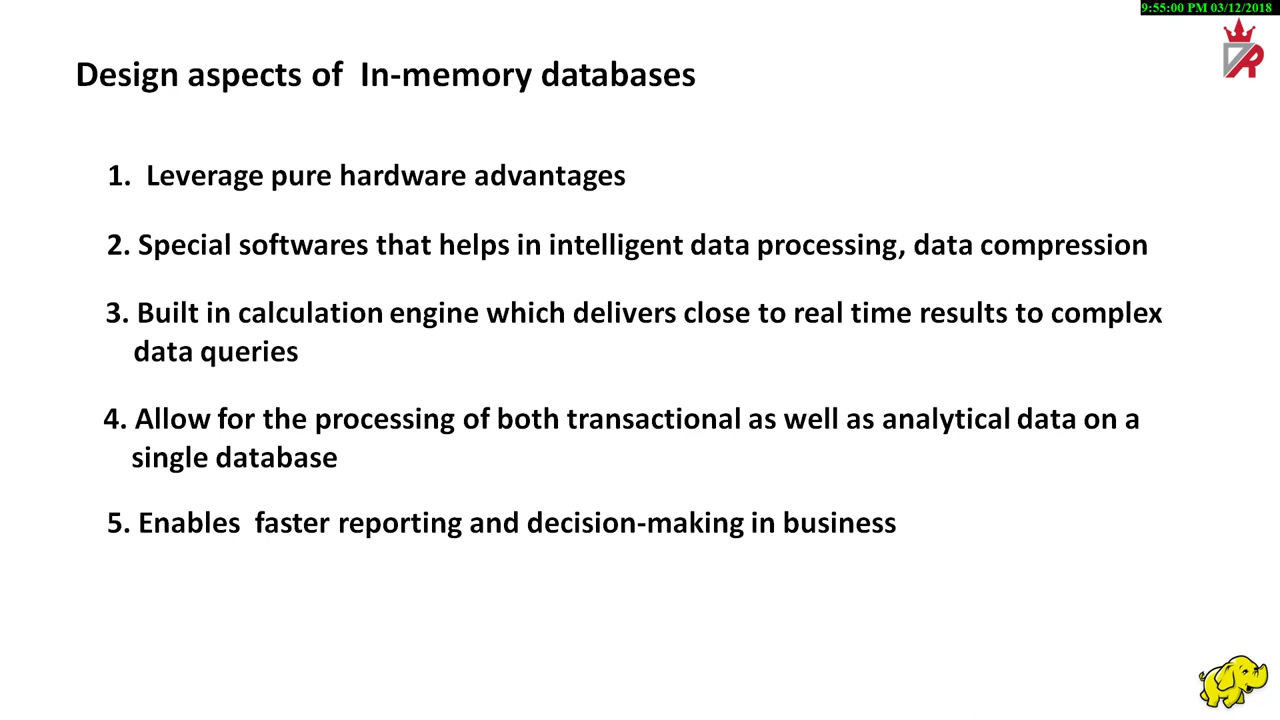 9:55:00 PM 03/12/2018
Design aspects of In-memory databases
1. Leverage pure hardware advantages
2. Special softwares that helps in intelligent data processing, data compression
3. Built in calculation engine which delivers close to real time results to complex
data queries
4. Allow for the processing of both transactional as well as analytical data on a
single database
5. Enables faster reporting and decision-making in business